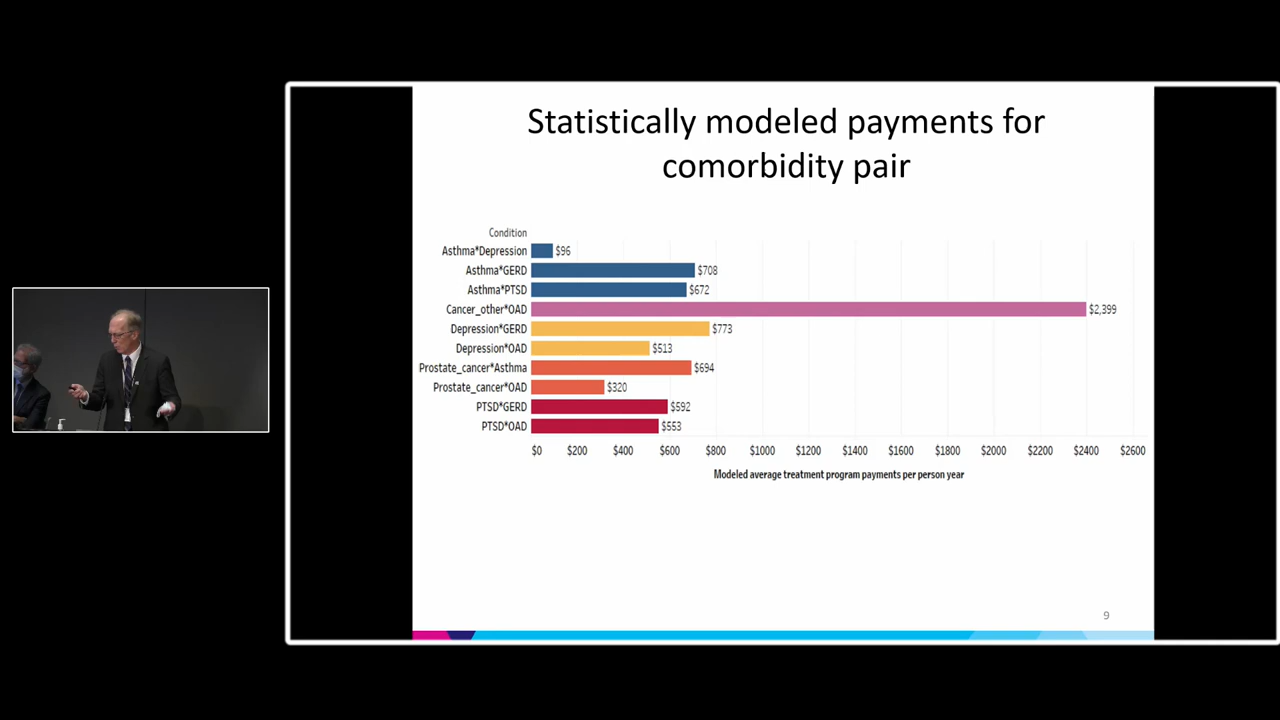 Statistically modeled payments for
comorbidity pair
Condition
Asthma*Depression $96
Asthma*GERD $708
Asthma*PTSD $672
Cancer_other*OAD $2,399
Depression*GERD $773
Depression*OAD $513
Prostate_cancer*Asthma $694
Prostate_cancer*OAD $320
PTSD*GERD $592
PTSD*OAD $553
$0 $200 $400 $600 $800 $1000 $1200 $1400 $1600 $1800 $2000 $2200 $2400 $2600
Modeled average treatment program payments per person year
9